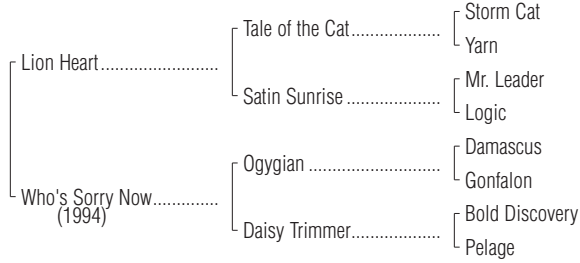 Storm Cat
Tale of the Cat
Yarn
Lion Heart
Mr. Leader
Satin Sunrise
Logic
Damascus
Ogygian
Gonfalon
Who's Sorry Now
(1994)
Bold Discovery
Daisy Trimmer
Pelage